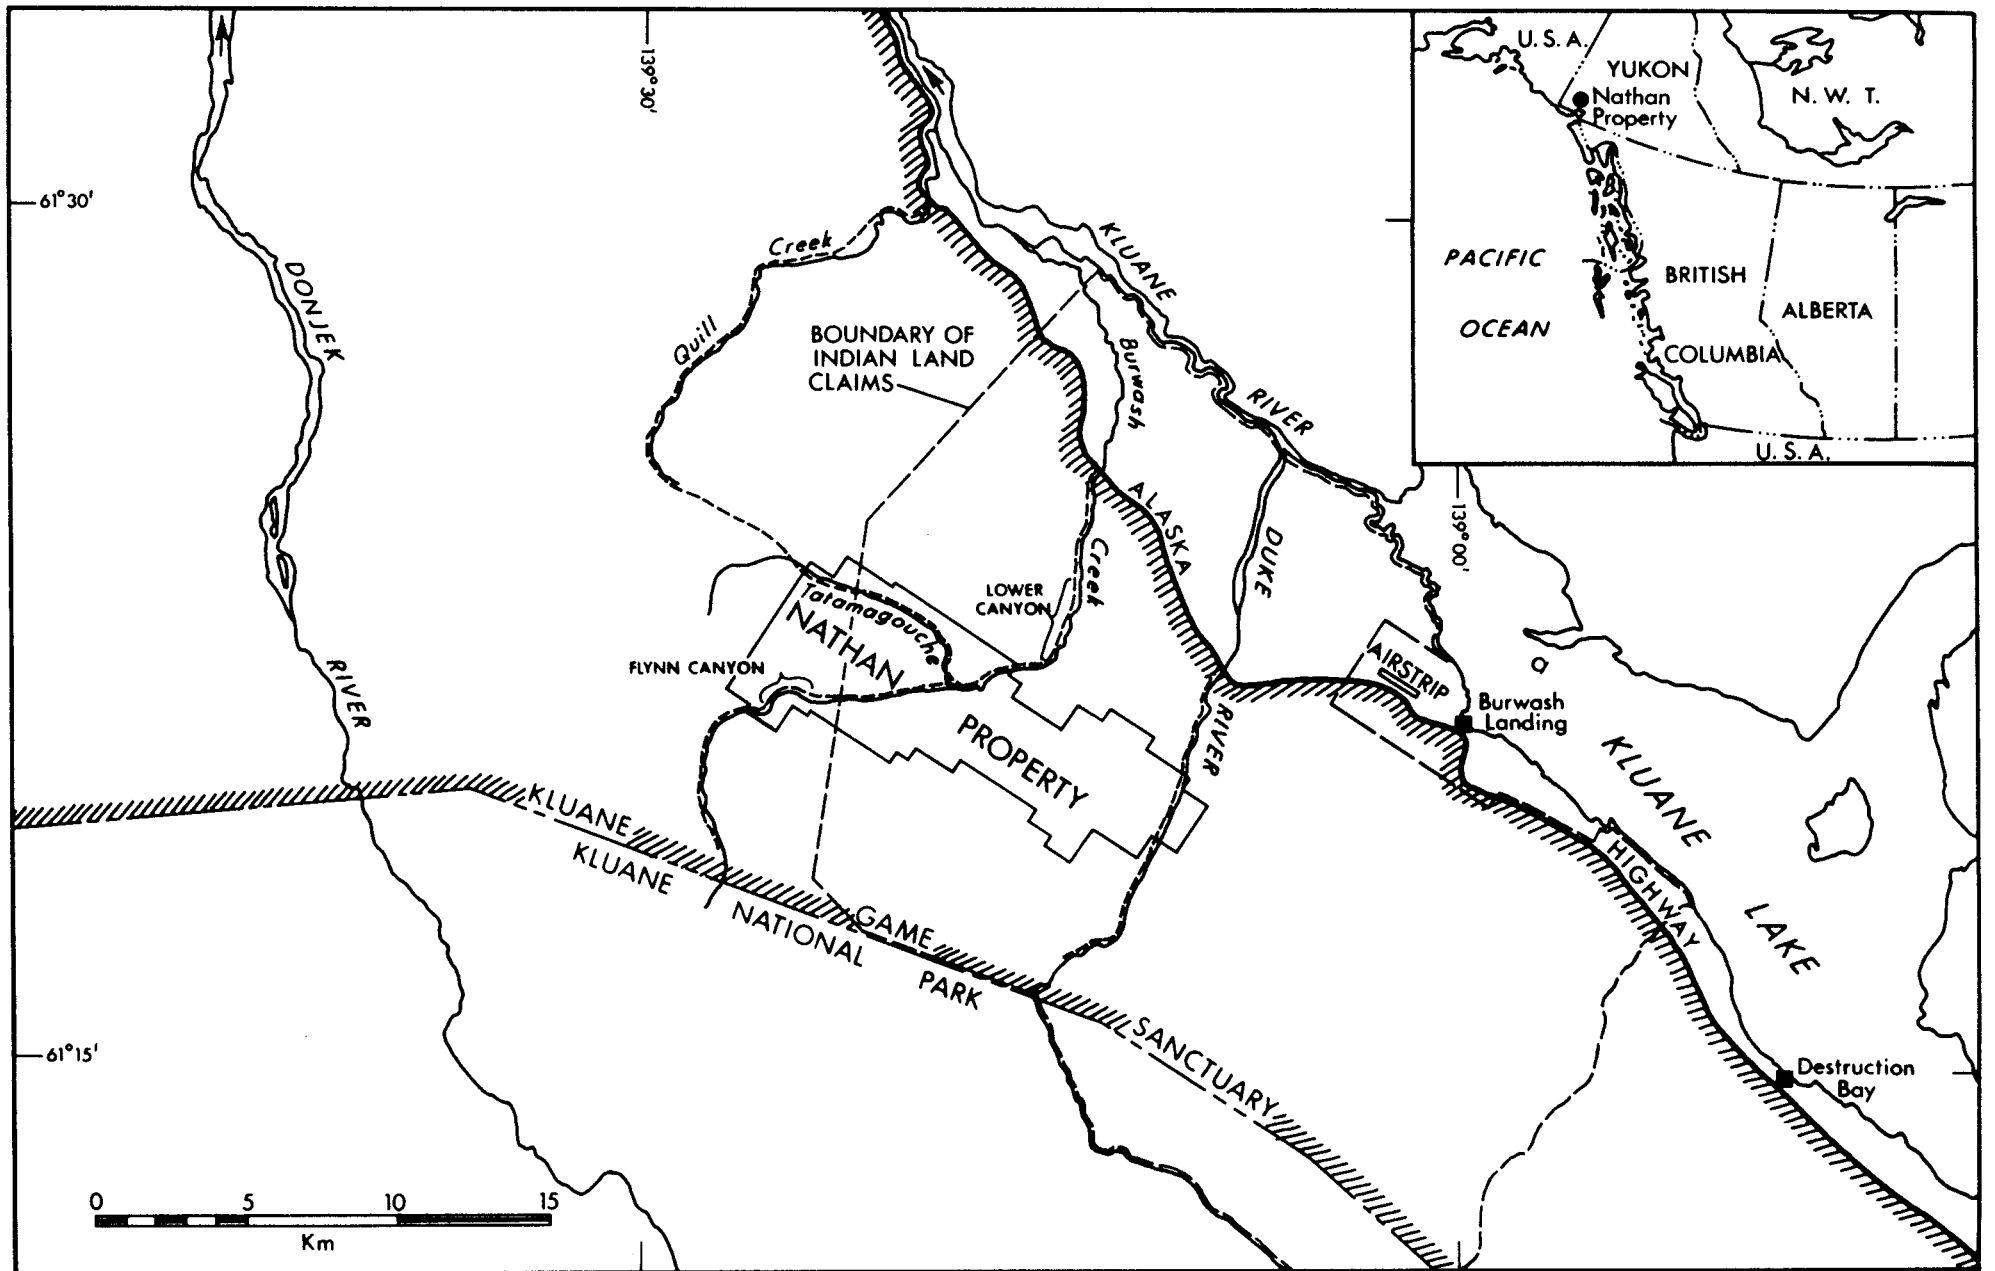 139°30'
61°30'
DONJEK
RIVER
Creek
Quill
BOUNDARY OF
INDIAN LAND
CLAIMS
KLUANE
RIVER
Burwash
Creek
ALASKA
HIGHWAY
DUKE
RIVER
139°00'
LOWER
CANYON
Tatamagouche
NATHAN
PROPERTY
FLYNN CANYON
AIRSTRIP
Burwash
Landing
KLUANE
LAKE
KLUANE
GAME
SANCTUARY
KLUANE
NATIONAL
PARK
61°15'
Destruction
Bay
0 5 10 15
Km
U.S.A.
YUKON
Nathan
Property
N. W. T.
PACIFIC
OCEAN
BRITISH
COLUMBIA
ALBERTA
U.S.A.